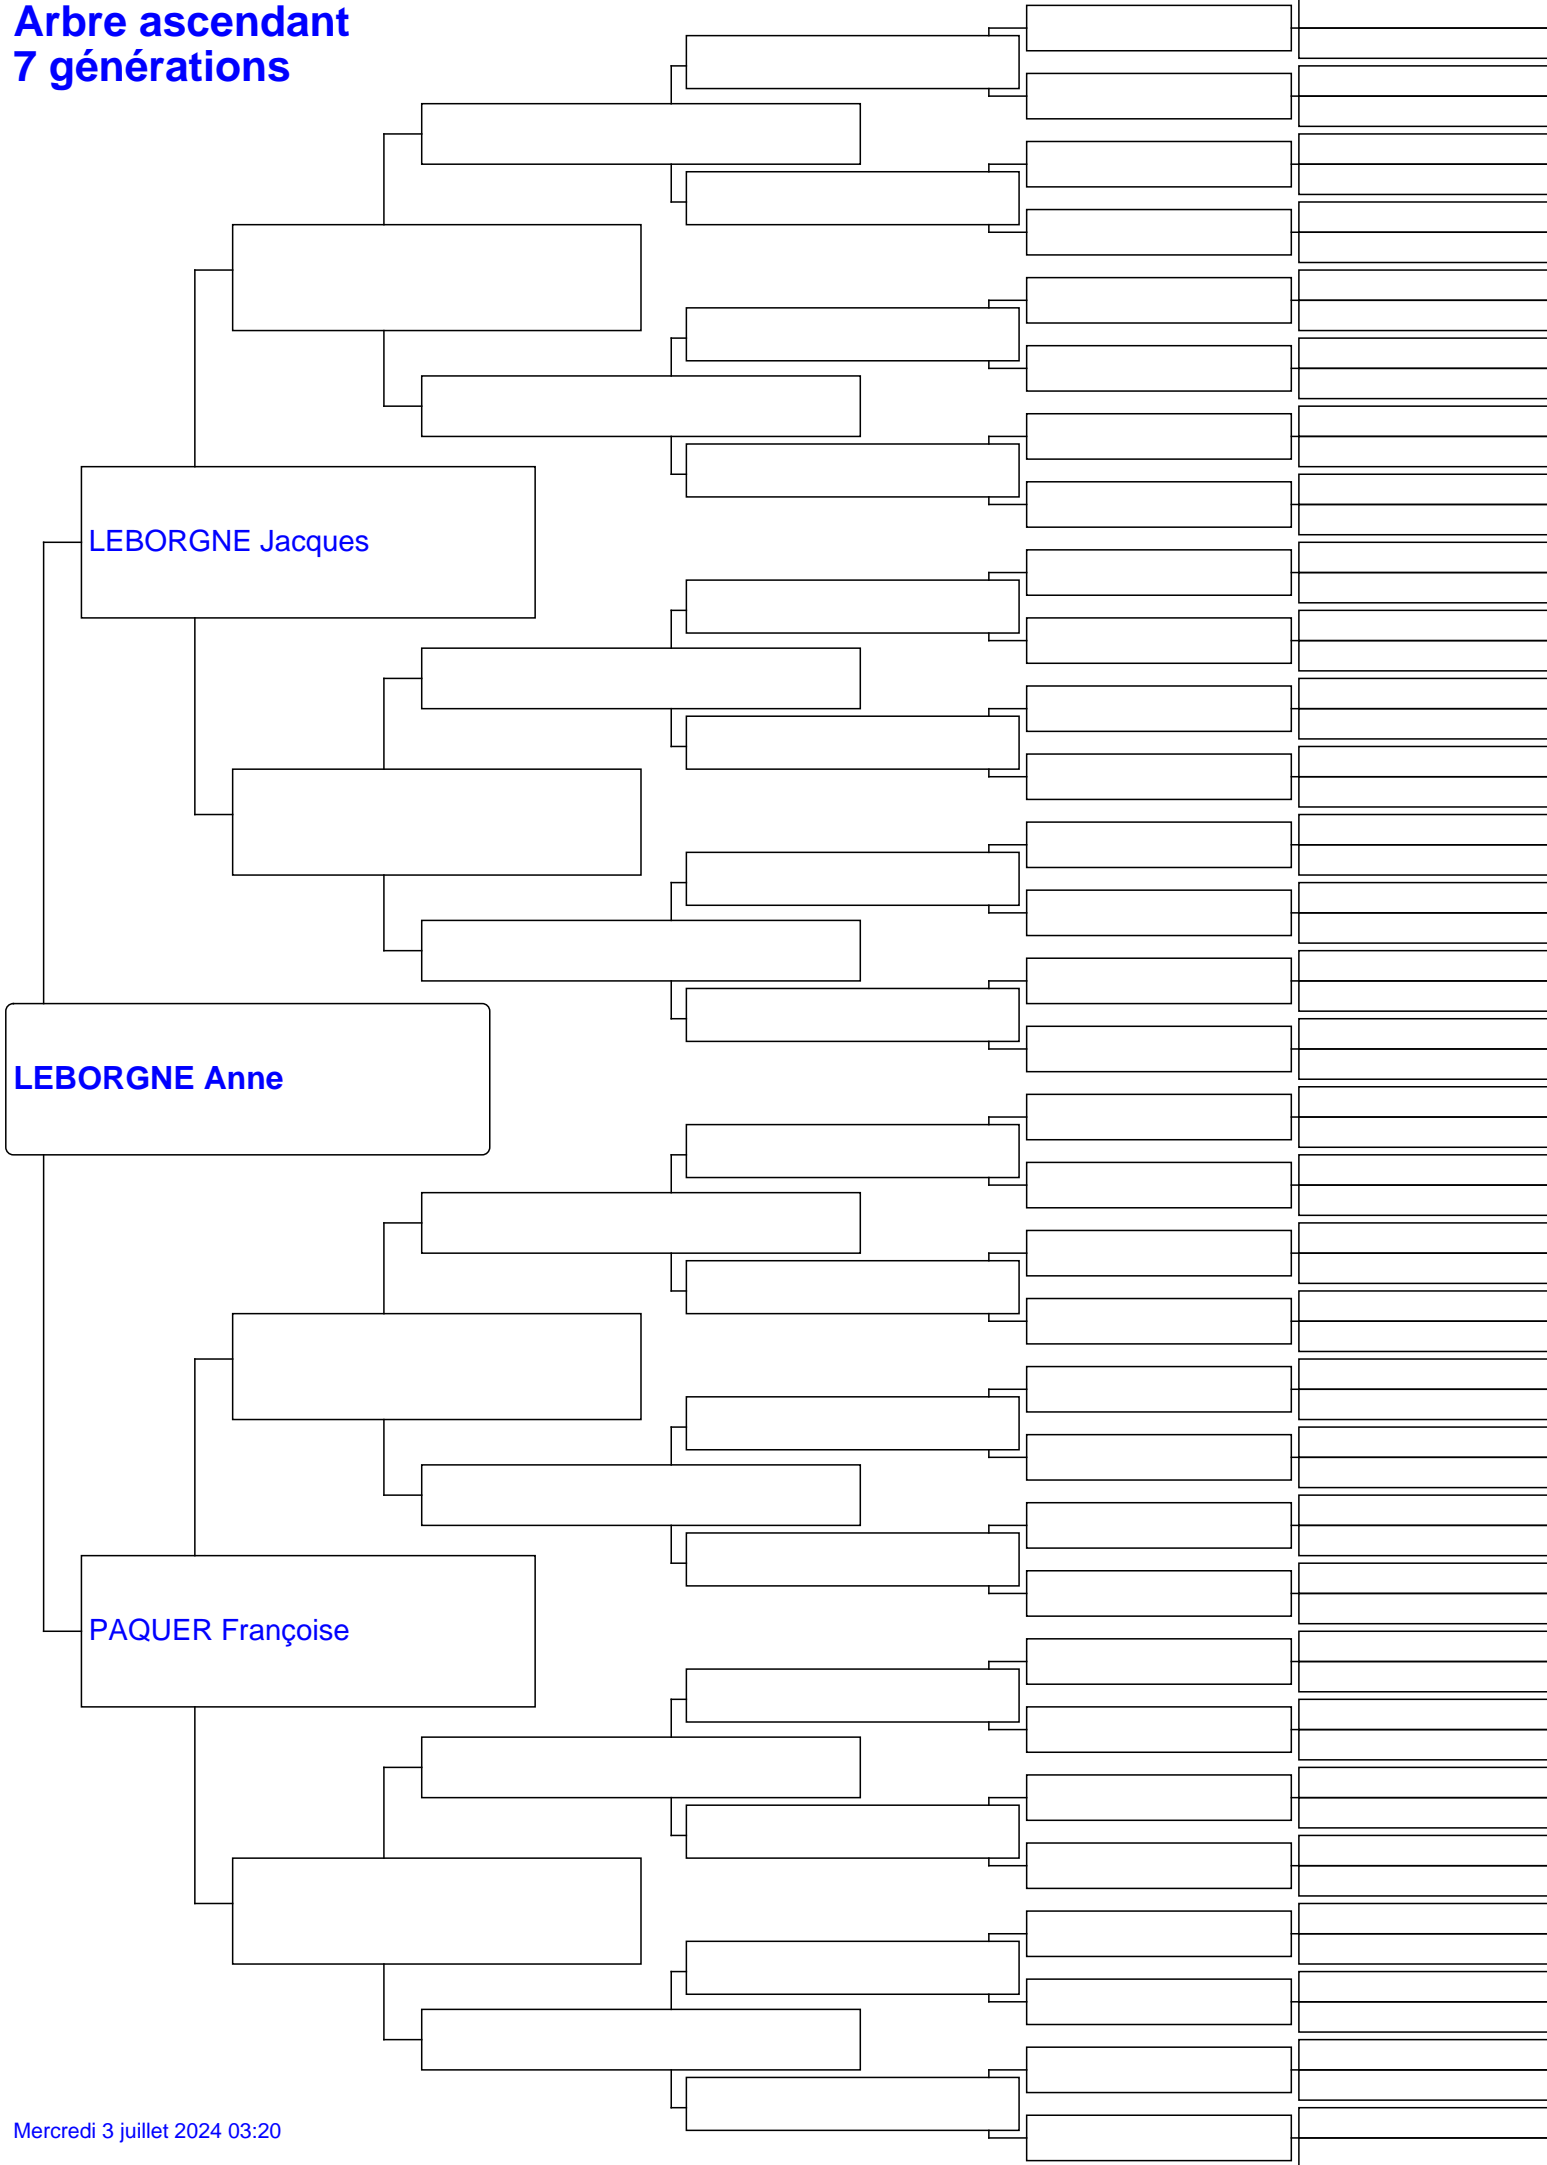 Arbre ascendant
7 générations
LEBORGNE Jacques
LEBORGNE Anne
PAQUER Françoise
Mercredi 3 juillet 2024 03:20